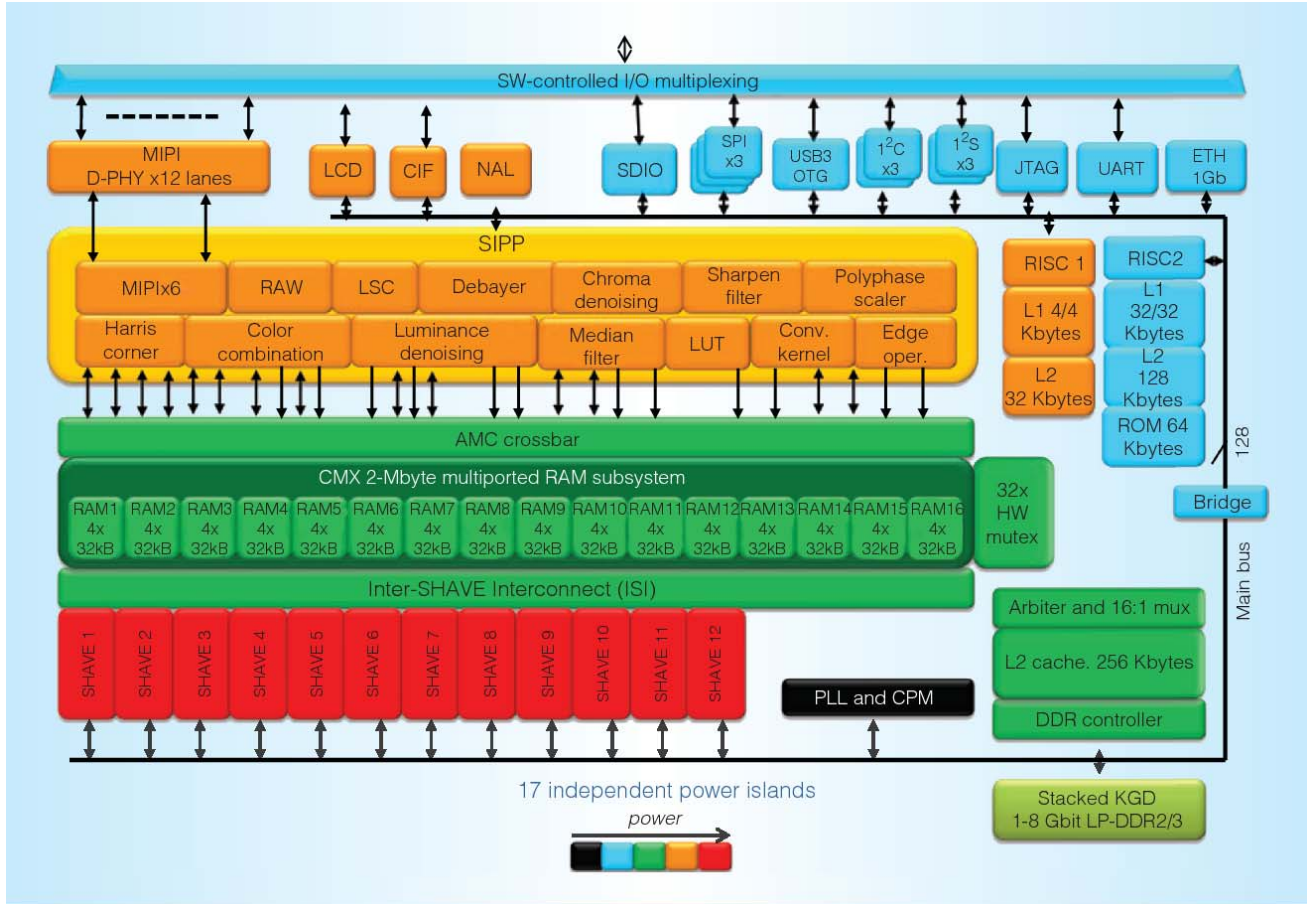 SW-controlled I/O multiplexing
MIPI
D-PHY x12 lanes
LCD
CIF
NAL
SDIO
SPI
x3
USB3
OTG
1²C
x3
1²S
x3
JTAG
UART
ETH
1Gb
SIPP
MIPIx6
RAW
LSC
Debayer
Chroma
denoising
Sharpen
filter
Polyphase
scaler
Harris
corner
Color
combination
Luminance
denoising
Median
filter
LUT
Conv.
kernel
Edge
oper.
RISC 1
L1 4/4
Kbytes
L2
32 Kbytes
RISC2
L1
32/32
Kbytes
L2
128
Kbytes
ROM 64
Kbytes
128
Bridge
Main bus
AMC crossbar
CMX 2-Mbyte multiported RAM subsystem
RAM1 RAM2 RAM3 RAM4 RAM5 RAM6 RAM7 RAM8 RAM9 RAM10 RAM11 RAM12 RAM13 RAM14 RAM15 RAM16
4x 4x 4x 4x 4x 4x 4x 4x 4x 4x 4x 4x 4x 4x 4x 4x
32kB 32kB 32kB 32kB 32kB 32kB 32kB 32kB 32kB 32kB 32kB 32kB 32kB 32kB 32kB 32kB
32x
HW
mutex
Inter-SHAVE Interconnect (ISI)
SHAVE 1
SHAVE 2
SHAVE 3
SHAVE 4
SHAVE 5
SHAVE 6
SHAVE 7
SHAVE 8
SHAVE 9
SHAVE 10
SHAVE 11
SHAVE 12
PLL and CPM
Arbiter and 16:1 mux
L2 cache. 256 Kbytes
DDR controller
Stacked KGD
1-8 Gbit LP-DDR2/3
17 independent power islands
power